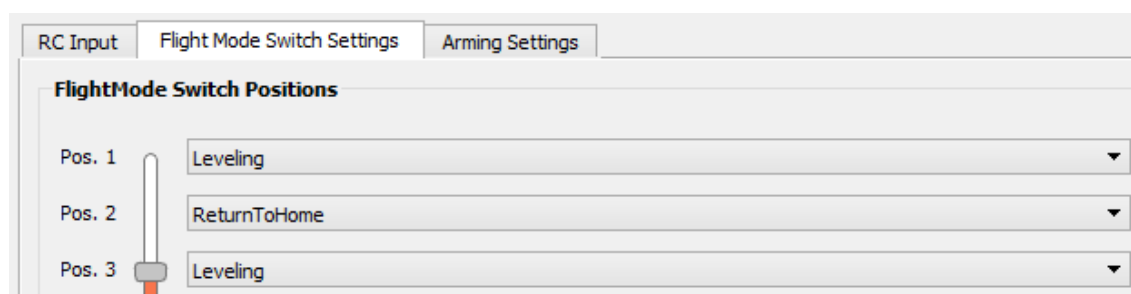 RC Input Flight Mode Switch Settings Arming Settings
FlightMode Switch Positions
Pos. 1 Leveling
Pos. 2 ReturnToHome
Pos. 3 Leveling